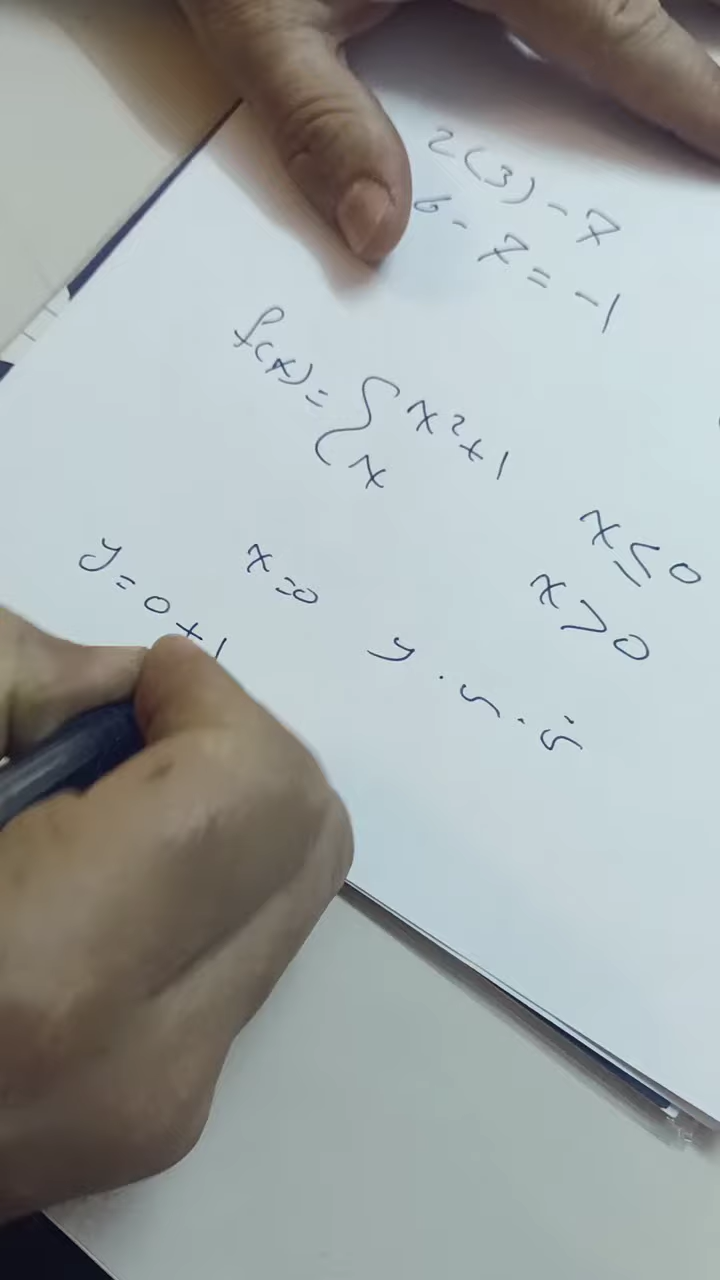 2(3)-7
6-7=-1
f(x)= { x²+1 x≤0
x x>0
x=0
y=0+1